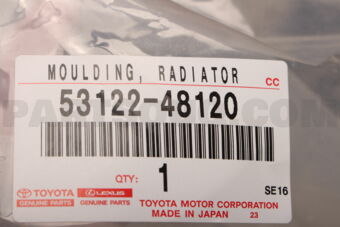 MOULDING, RADIATOR
CC
53122-48120
QTY:
1
SE16
TOYOTA
GENUINE PARTS
LEXUS
GENUINE PARTS
TOYOTA MOTOR CORPORATION
MADE IN JAPAN 23